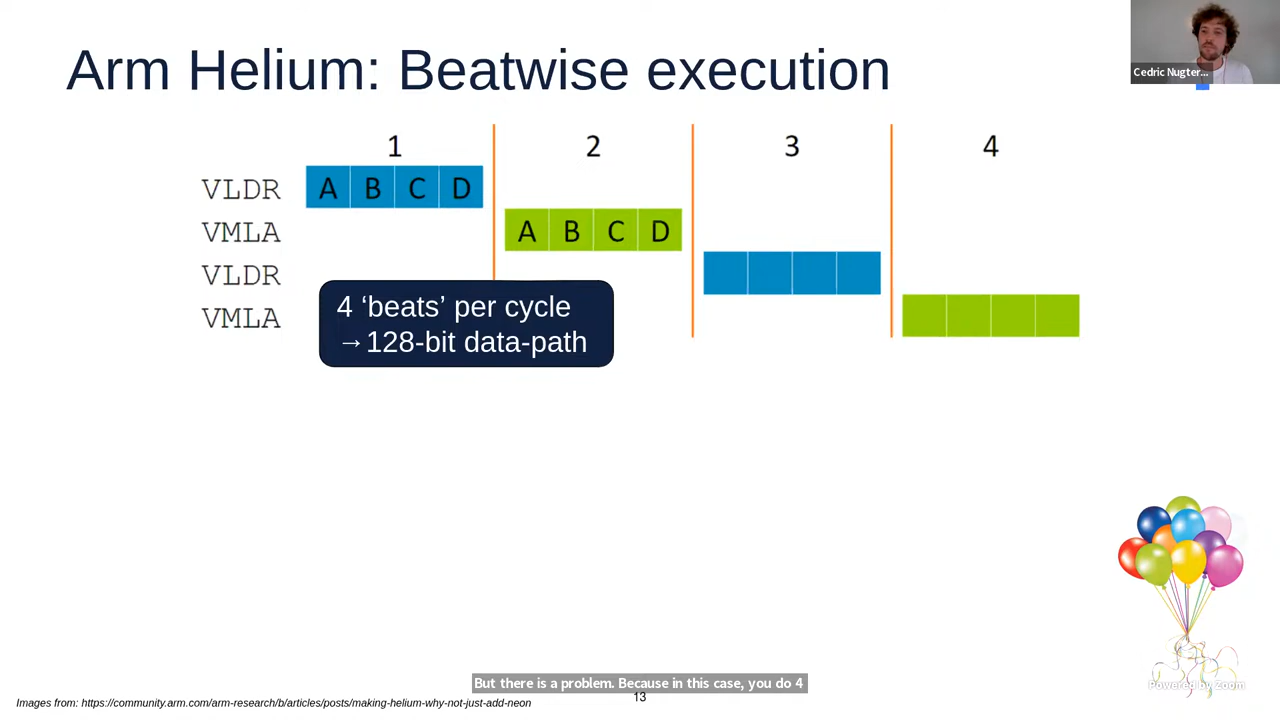 Arm Helium: Beatwise execution
Cedric Nugter...
1 2 3 4
VLDR A B C D
VMLA A B C D
VLDR
VMLA
4 ‘beats’ per cycle
→128-bit data-path
Powered by Zoom
But there is a problem. Because in this case, you do 4
13
Images from: https://community.arm.com/arm-research/b/articles/posts/making-helium-why-not-just-add-neon